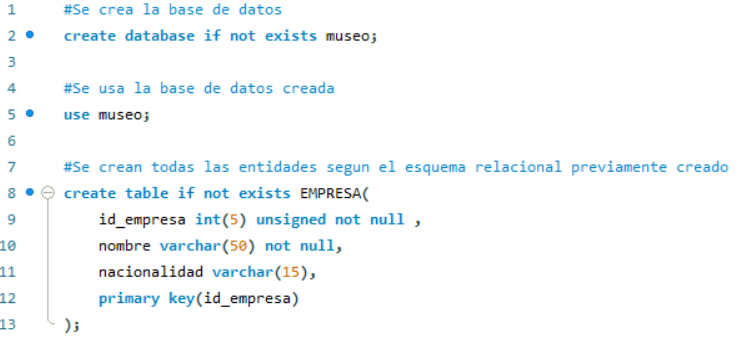 1 #Se crea la base de datos
2 create database if not exists museo;
3
4 #Se usa la base de datos creada
5 use museo;
6
7 #Se crean todas las entidades segun el esquema relacional previamente creado
8 create table if not exists EMPRESA(
9 id_empresa int(5) unsigned not null ,
10 nombre varchar(50) not null,
11 nacionalidad varchar(15),
12 primary key(id_empresa)
13 );